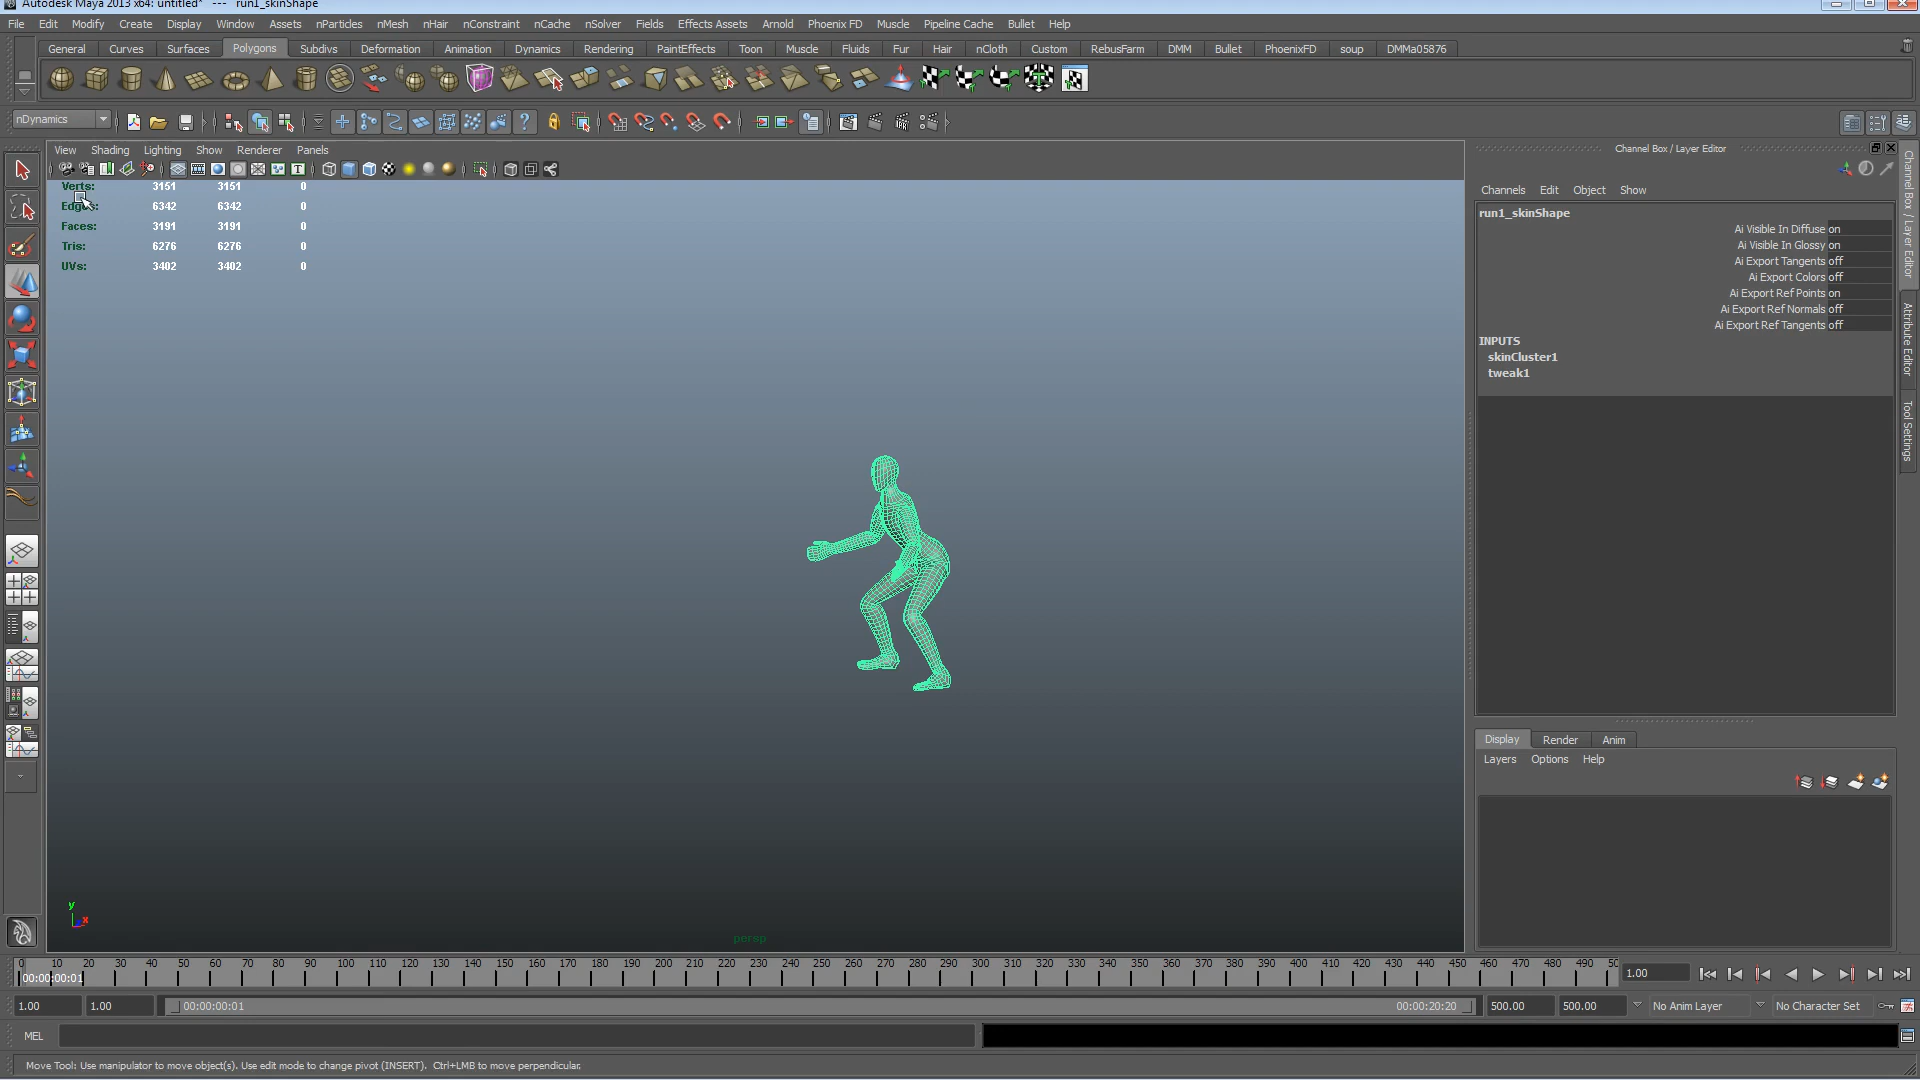 Autodesk Maya 2013 x64: untitled* --- run1_skinShape
File Edit Modify Create Display Window Assets nParticles nMesh nHair nConstraint nCache nSolver Fields Effects Assets Arnold Phoenix FD Muscle Pipeline Cache Bullet Help
General Curves Surfaces Polygons Subdivs Deformation Animation Dynamics Rendering PaintEffects Toon Muscle Fluids Fur Hair nCloth Custom RebusFarm DMM Bullet PhoenixFD soup DMMa05876
nDynamics
View Shading Lighting Show Renderer Panels
Verts: 3151 3151 0
Edges: 6342 6342 0
Faces: 3191 3191 0
Tris: 6276 6276 0
UVs: 3402 3402 0
y
x
persp
Channel Box / Layer Editor
Channels Edit Object Show
run1_skinShape
Ai Visible In Diffuse on
Ai Visible In Glossy on
Ai Export Tangents off
Ai Export Colors off
Ai Export Ref Points on
Ai Export Ref Normals off
Ai Export Ref Tangents off
INPUTS
skinCluster1
tweak1
Channel Box / Layer Editor
Attribute Editor
Tool Settings
Display Render Anim
Layers Options Help
0 10 20 30 40 50 60 70 80 90 100 110 120 130 140 150 160 170 180 190 200 210 220 230 240 250 260 270 280 290 300 310 320 330 340 350 360 370 380 390 400 410 420 430 440 450 460 470 480 490 50
00:00:00:01
1.00
1.00 1.00 00:00:00:01 00:00:20:20 500.00 500.00 No Anim Layer No Character Set
MEL
Move Tool: Use manipulator to move object(s). Use edit mode to change pivot (INSERT). Ctrl+LMB to move perpendicular.